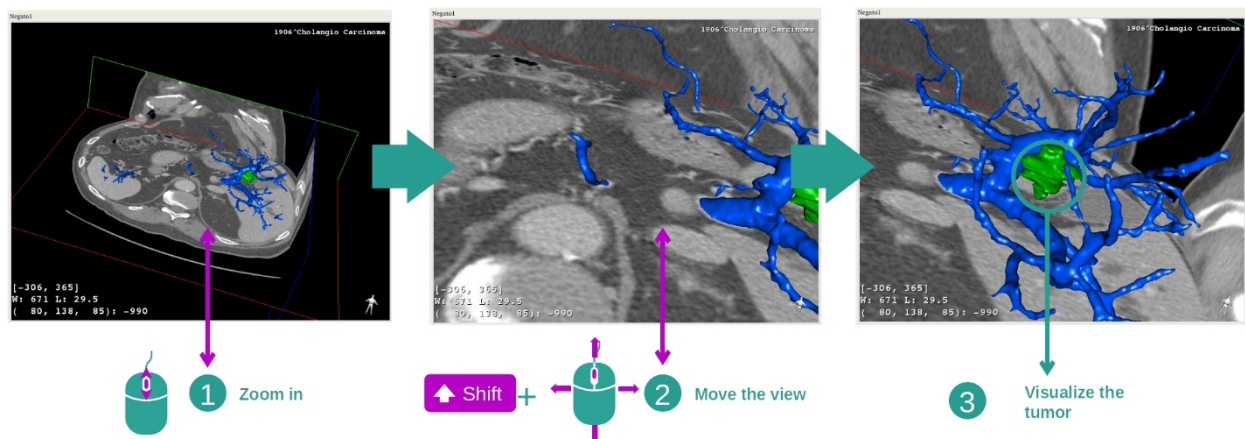 Negato1
1906^Cholangio Carcinoma
[-306, 365]
W: 671 L: 29.5
( 80, 138, 85): -990
Negato1
1906^Cholangio Carcinoma
[-306, 365]
W: 671 L: 29.5
( 80, 138, 85): -990
Negato1
1906^Cholangio Carcinoma
[-306, 365]
W: 671 L: 29.5
( 80, 138, 85): -990
1 Zoom in
Shift + 2 Move the view
3 Visualize the
tumor